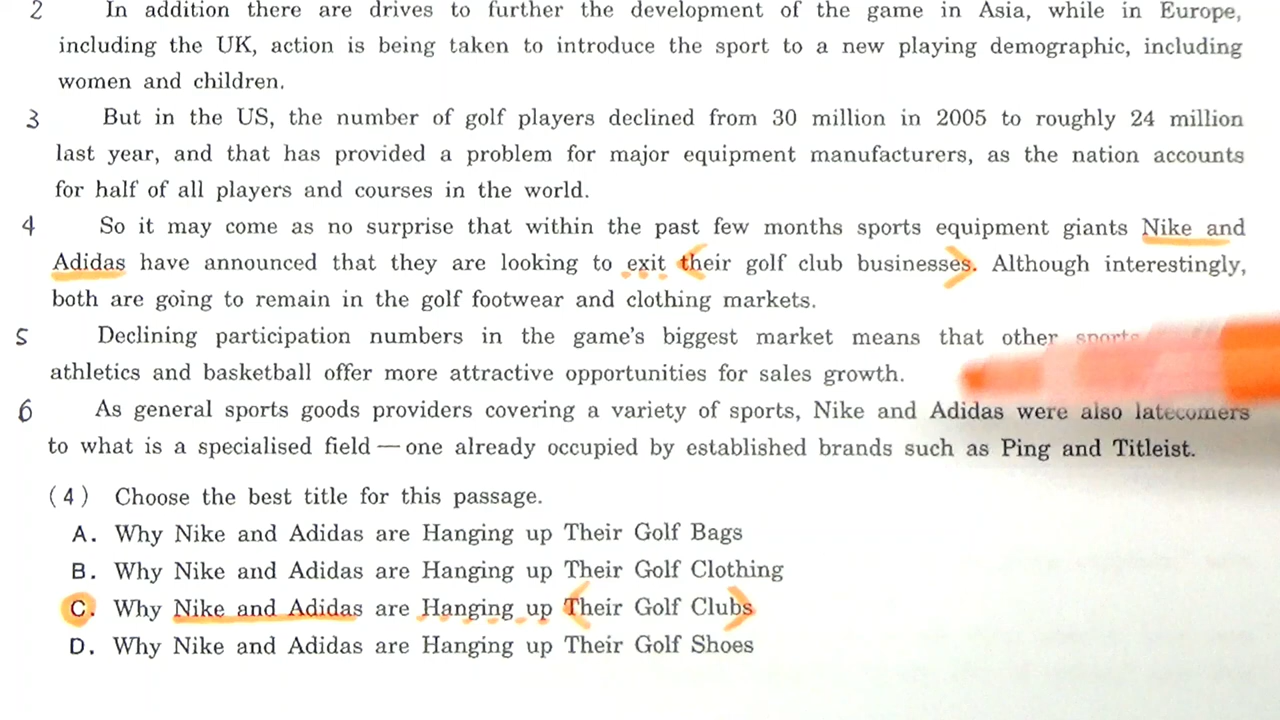 2 In addition there are drives to further the development of the game in Asia, while in Europe,
including the UK, action is being taken to introduce the sport to a new playing demographic, including
women and children.
3 But in the US, the number of golf players declined from 30 million in 2005 to roughly 24 million
last year, and that has provided a problem for major equipment manufacturers, as the nation accounts
for half of all players and courses in the world.
4 So it may come as no surprise that within the past few months sports equipment giants Nike and
Adidas have announced that they are looking to exit their golf club businesses. Although interestingly,
both are going to remain in the golf footwear and clothing markets.
5 Declining participation numbers in the game's biggest market means that other sports
athletics and basketball offer more attractive opportunities for sales growth.
6 As general sports goods providers covering a variety of sports, Nike and Adidas were also latecomers
to what is a specialised field — one already occupied by established brands such as Ping and Titleist.
(4) Choose the best title for this passage.
A. Why Nike and Adidas are Hanging up Their Golf Bags
B. Why Nike and Adidas are Hanging up Their Golf Clothing
C. Why Nike and Adidas are Hanging up Their Golf Clubs
D. Why Nike and Adidas are Hanging up Their Golf Shoes